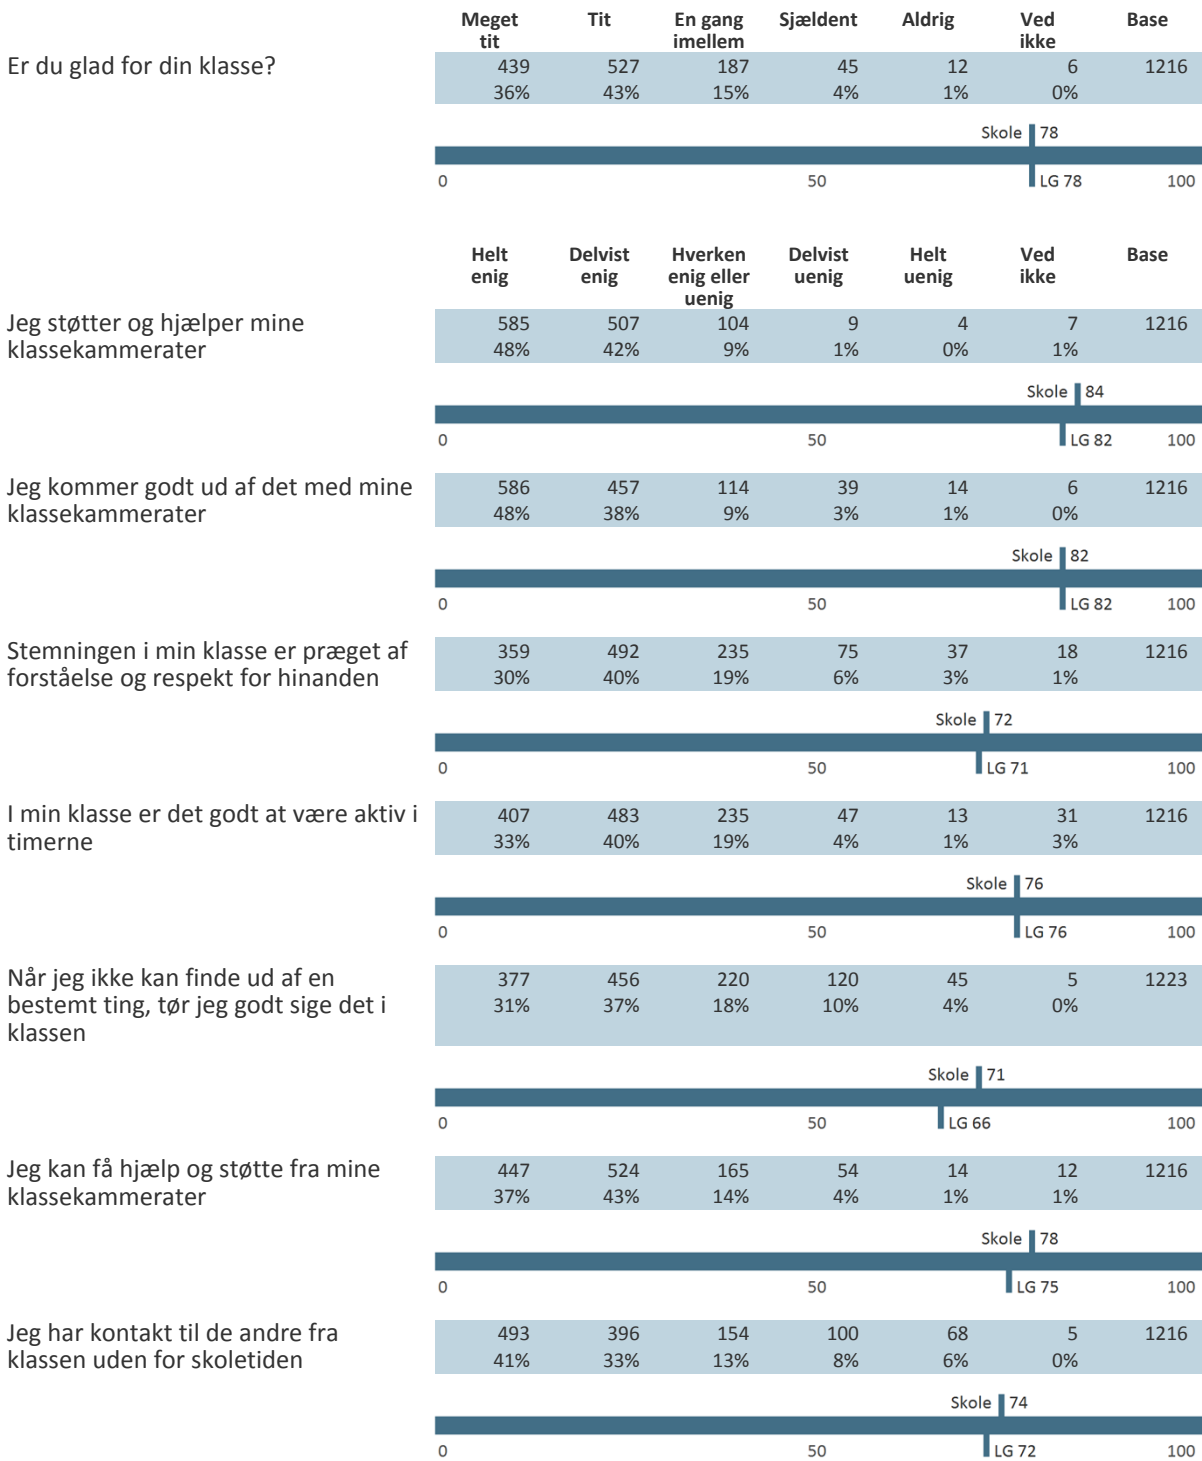 Meget tit Tit En gang imellem Sjældent Aldrig Ved ikke Base
Er du glad for din klasse? 439 527 187 45 12 6 1216
36% 43% 15% 4% 1% 0%
Skole 78
0 50 LG 78 100
Helt enig Delvist enig Hverken enig eller uenig Delvist uenig Helt uenig Ved ikke Base
Jeg støtter og hjælper mine 585 507 104 9 4 7 1216
klassekammerater 48% 42% 9% 1% 0% 1%
Skole 84
0 50 LG 82 100
Jeg kommer godt ud af det med mine 586 457 114 39 14 6 1216
klassekammerater 48% 38% 9% 3% 1% 0%
Skole 82
0 50 LG 82 100
Stemningen i min klasse er præget af 359 492 235 75 37 18 1216
forståelse og respekt for hinanden 30% 40% 19% 6% 3% 1%
Skole 72
0 50 LG 71 100
I min klasse er det godt at være aktiv i 407 483 235 47 13 31 1216
timerne 33% 40% 19% 4% 1% 3%
Skole 76
0 50 LG 76 100
Når jeg ikke kan finde ud af en 377 456 220 120 45 5 1223
bestemt ting, tør jeg godt sige det i 31% 37% 18% 10% 4% 0%
klassen
Skole 71
0 50 LG 66 100
Jeg kan få hjælp og støtte fra mine 447 524 165 54 14 12 1216
klassekammerater 37% 43% 14% 4% 1% 1%
Skole 78
0 50 LG 75 100
Jeg har kontakt til de andre fra 493 396 154 100 68 5 1216
klassen uden for skoletiden 41% 33% 13% 8% 6% 0%
Skole 74
0 50 LG 72 100